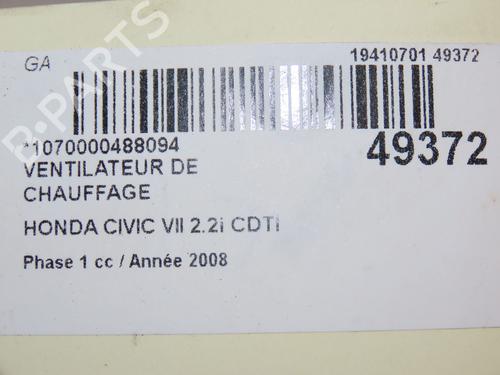 GA
19410701 49372
*1070000488094
49372
VENTILATEUR DE
CHAUFFAGE
HONDA CIVIC VII 2.2i CDTI
Phase 1 cc / Année 2008
B-PARTS